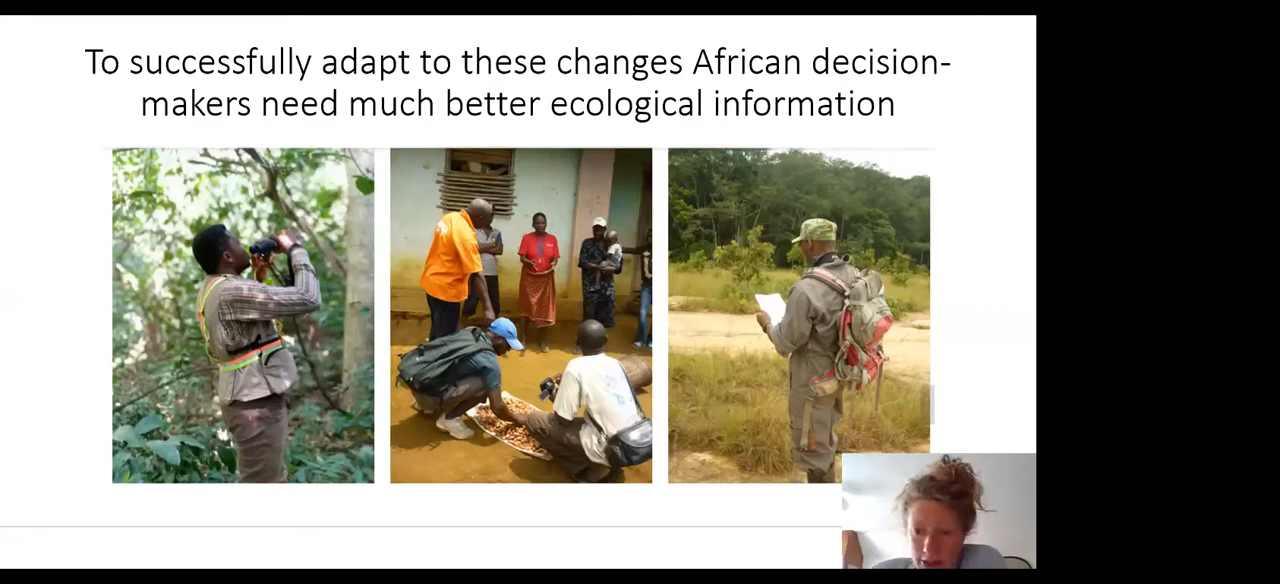 To successfully adapt to these changes African decision-
makers need much better ecological information